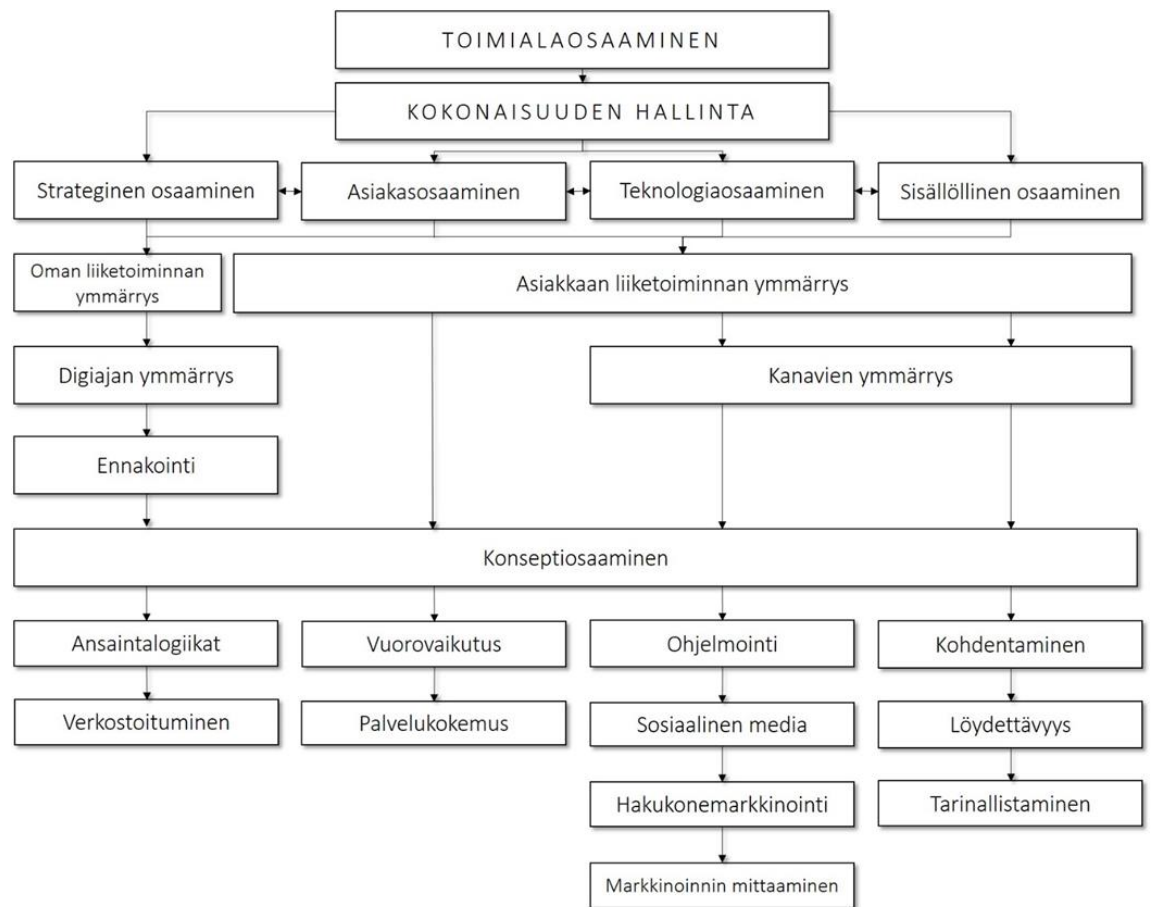 TOIMIALAOSAAMINEN
KOKONAISUUDEN HALLINTA
Strateginen osaaminen
Asiakasosaaminen
Teknologiaosaaminen
Sisällöllinen osaaminen
Oman liiketoiminnan
ymmärrys
Asiakkaan liiketoiminnan ymmärrys
Digiajan ymmärrys
Kanavien ymmärrys
Ennakointi
Konseptiosaaminen
Ansaintalogiikat
Vuorovaikutus
Ohjelmointi
Kohdentaminen
Verkostoituminen
Palvelukokemus
Sosiaalinen media
Löydettävyys
Hakukonemarkkinointi
Tarinallistaminen
Markkinoinnin mittaaminen